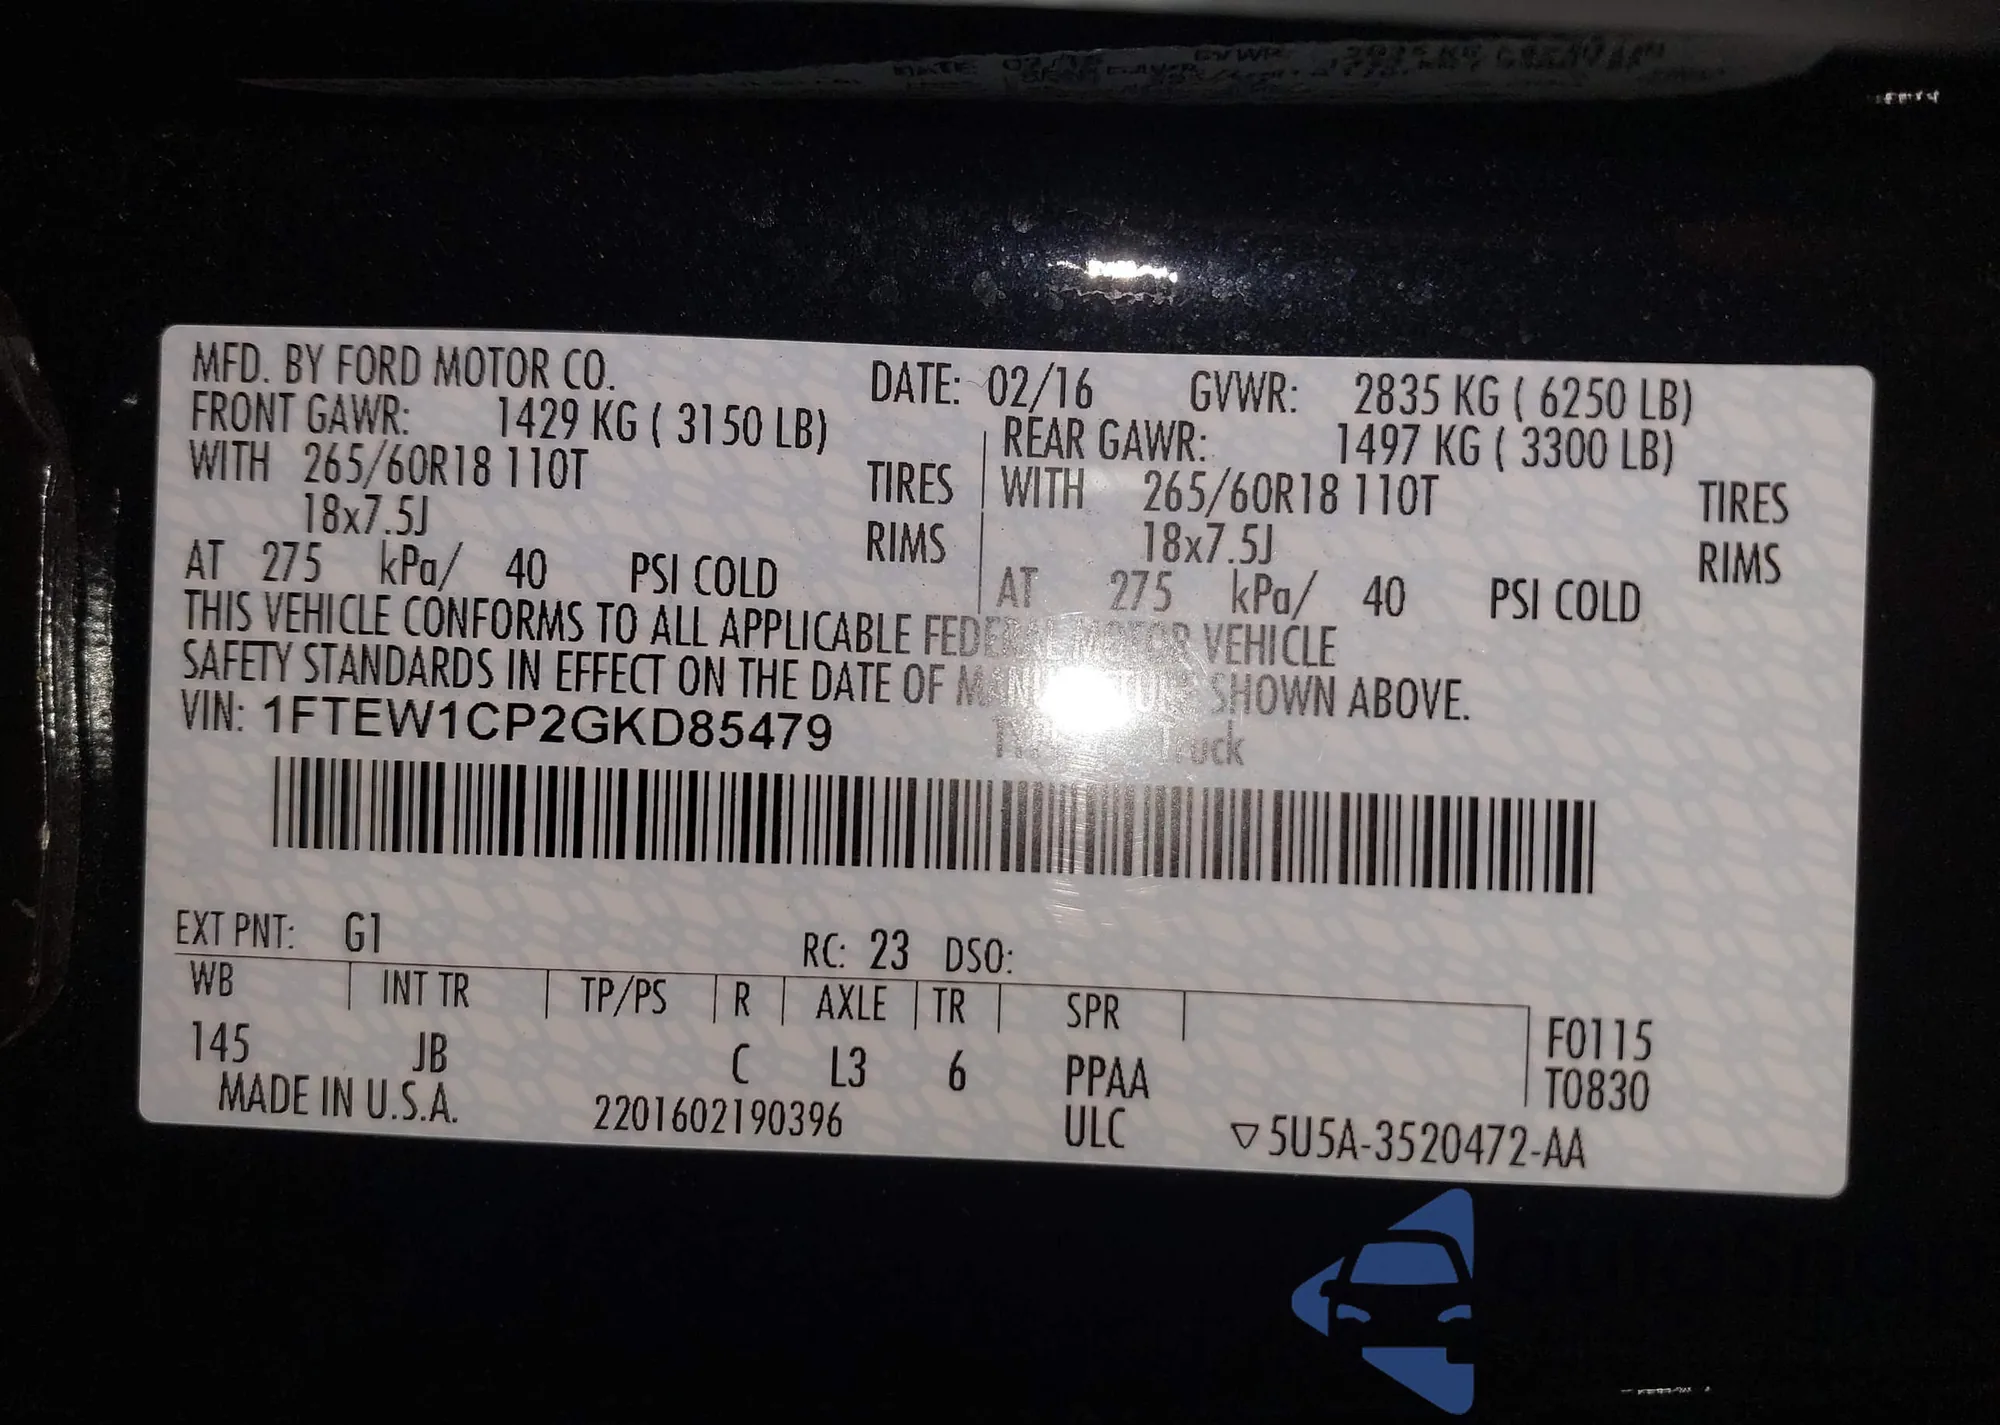 MFD. BY FORD MOTOR CO. DATE: 02/16 GVWR: 2835 KG ( 6250 LB)
FRONT GAWR: 1429 KG ( 3150 LB) REAR GAWR: 1497 KG ( 3300 LB)
WITH 265/60R18 110T TIRES WITH 265/60R18 110T TIRES
18x7.5J RIMS 18x7.5J RIMS
AT 275 kPa/ 40 PSI COLD AT 275 kPa/ 40 PSI COLD
THIS VEHICLE CONFORMS TO ALL APPLICABLE FEDERAL MOTOR VEHICLE
SAFETY STANDARDS IN EFFECT ON THE DATE OF SHOWN ABOVE.
VIN: 1FTEW1CP2GKD85479 Truck
EXT PNT: G1 RC: 23 DSO:
WB INT TR TP/PS R AXLE TR SPR F0115
145 JB C L3 6 PPAA T0830
MADE IN U.S.A. 2201602190396 ULC ▽5U5A-3520472-AA